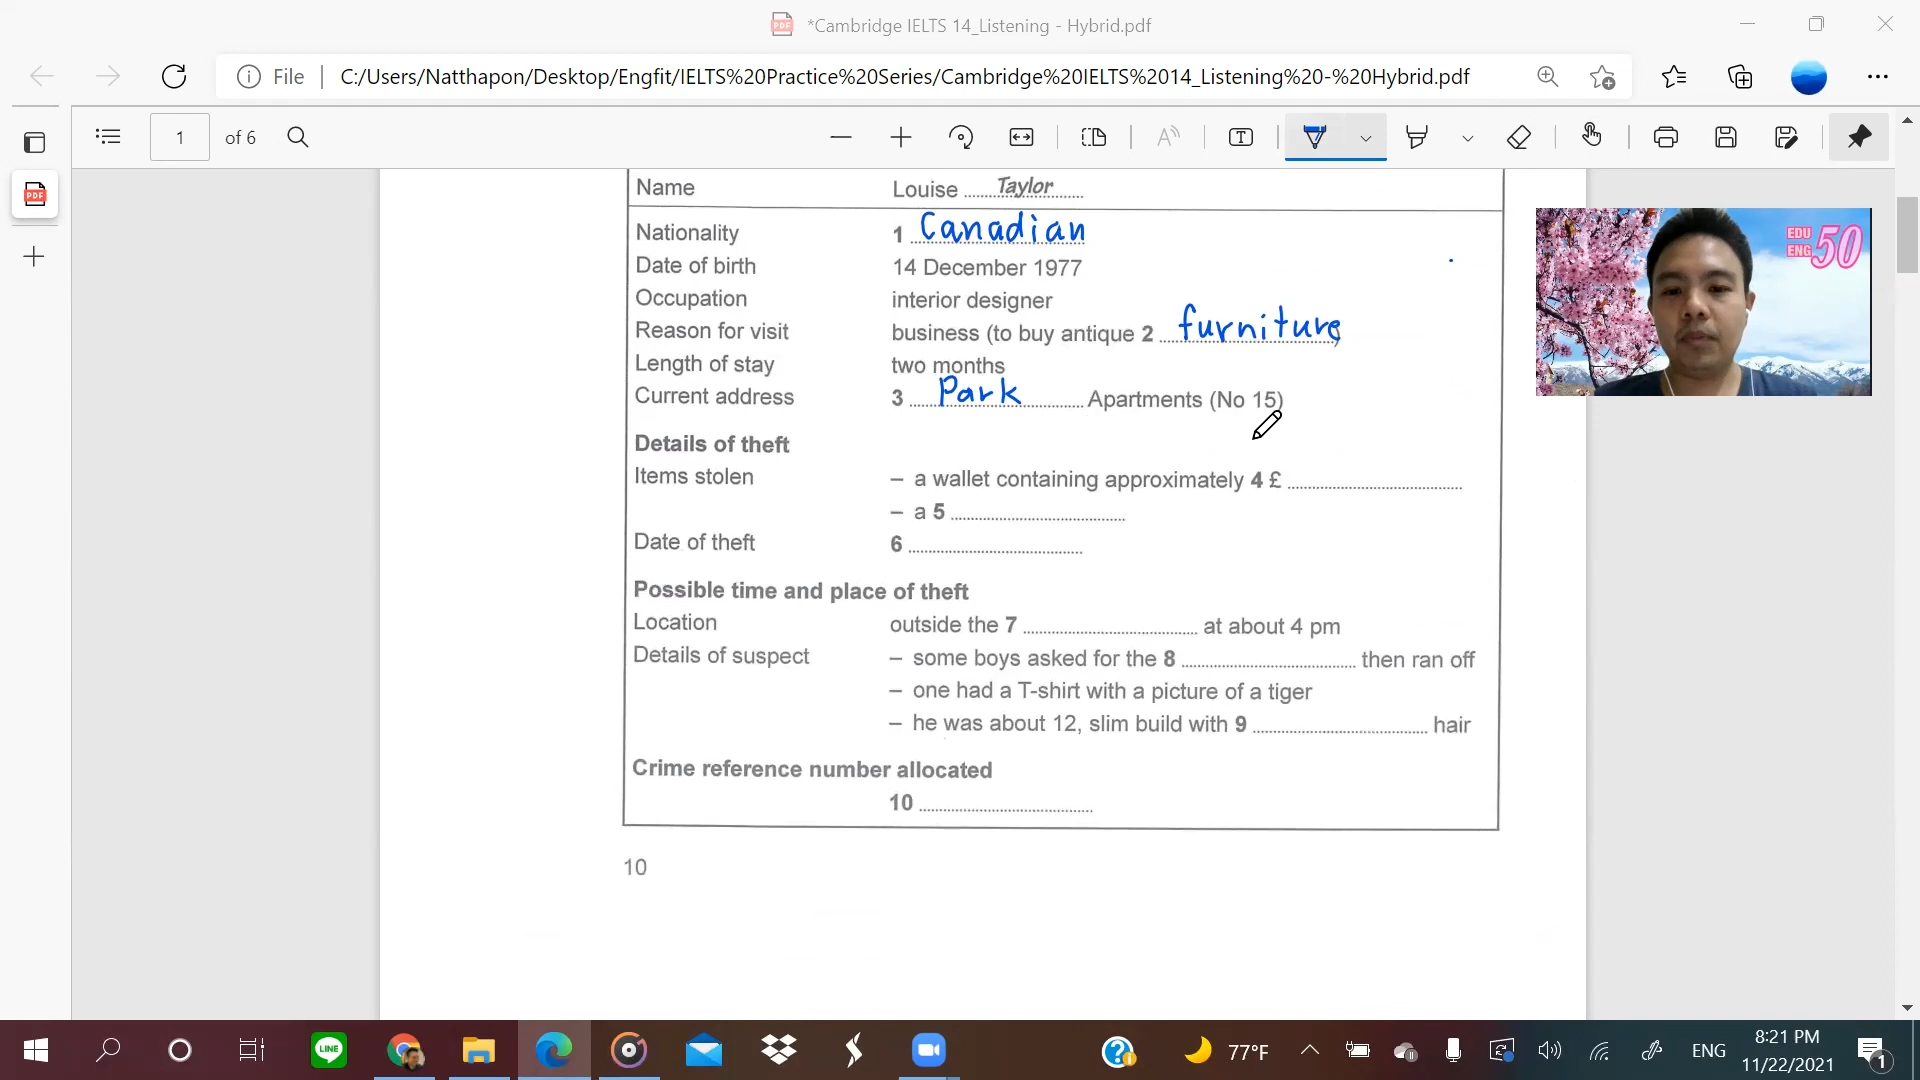 *Cambridge IELTS 14_Listening - Hybrid.pdf
File | C:/Users/Natthapon/Desktop/Engfit/IELTS%20Practice%20Series/Cambridge%20IELTS%2014_Listening%20-%20Hybrid.pdf
1 of 6
Name Louise Taylor
Nationality 1 Canadian
Date of birth 14 December 1977
Occupation interior designer
Reason for visit business (to buy antique 2 furniture)
Length of stay two months
Current address 3 Park Apartments (No 15)
Details of theft
Items stolen – a wallet containing approximately 4 £ ........
– a 5 ........
Date of theft 6 ........
Possible time and place of theft
Location outside the 7 ........ at about 4 pm
Details of suspect – some boys asked for the 8 ........ then ran off
– one had a T-shirt with a picture of a tiger
– he was about 12, slim build with 9 ........ hair
Crime reference number allocated
10 ........
10
EDU
ENG 50
77°F ENG 8:21 PM
11/22/2021
1